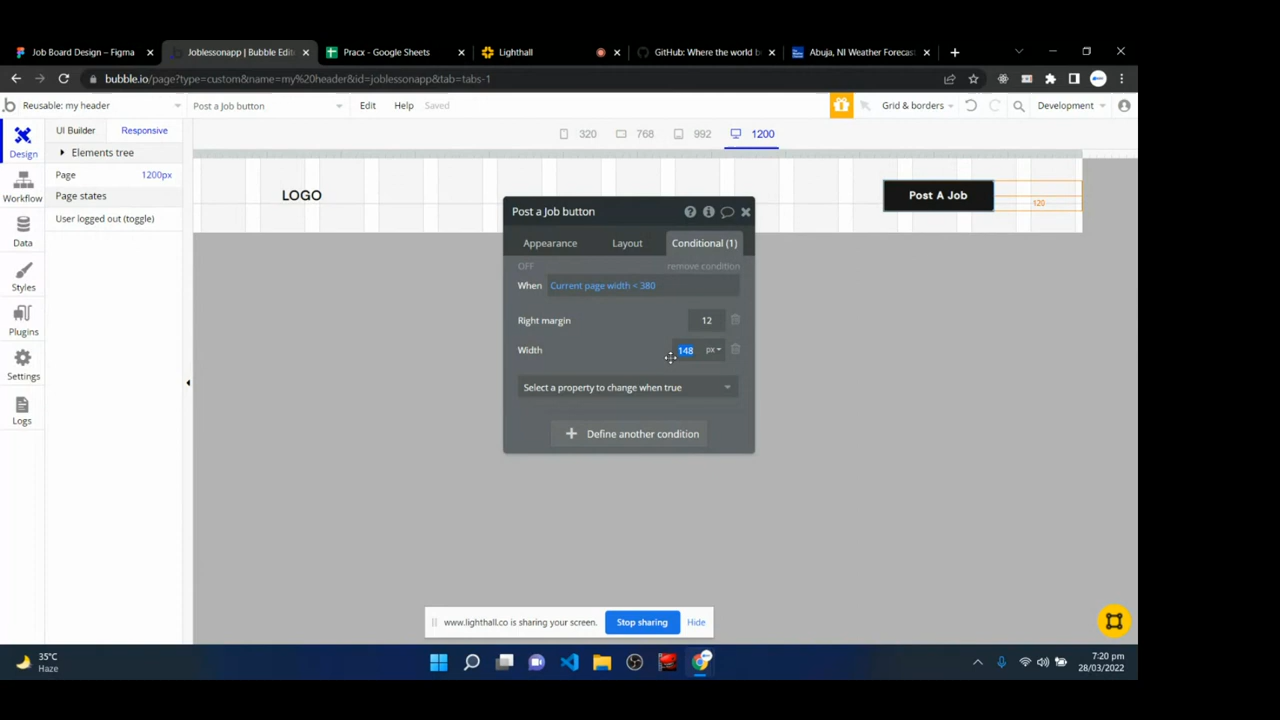 Job Board Design – Figma
Joblessonapp | Bubble Edit
Pracx - Google Sheets
Lighthall
GitHub: Where the world b
Abuja, NI Weather Forecas
bubble.io/page?type=custom&name=my%20header&id=joblessonapp&tab=tabs-1
Reusable: my header
Post a Job button
Edit
Help
Saved
Grid & borders
Development
Design
Workflow
Data
Styles
Plugins
Settings
Logs
UI Builder
Responsive
Elements tree
Page
1200px
Page states
User logged out (toggle)
320
768
992
1200
LOGO
Post A Job
120
Post a Job button
Appearance
Layout
Conditional (1)
OFF
remove condition
When
Current page width < 380
Right margin
12
Width
148
px
Select a property to change when true
Define another condition
www.lighthall.co is sharing your screen.
Stop sharing
Hide
35°C
Haze
7:20 pm
28/03/2022